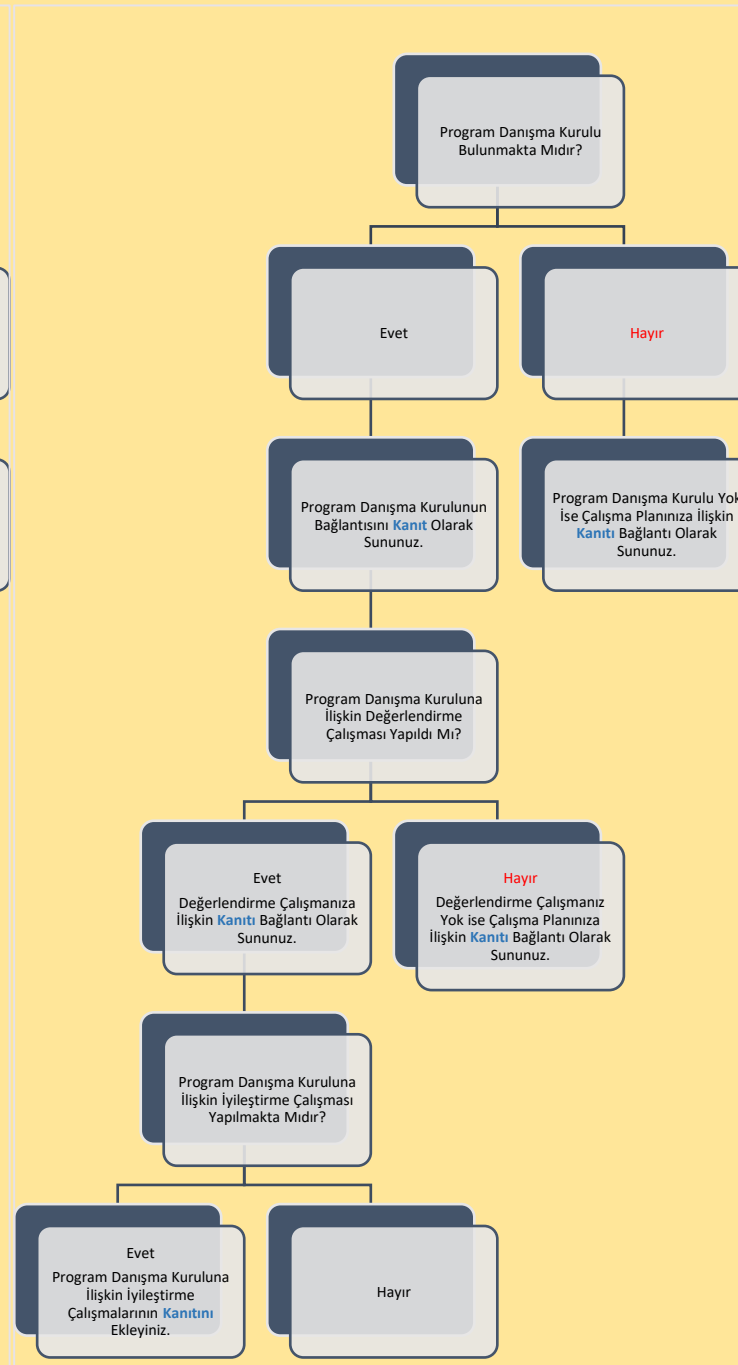 Program Danışma Kurulu
Bulunmakta Mıdır?
Evet
Hayır
Program Danışma Kurulunun
Bağlantısını Kanıt Olarak
Sununuz.
Program Danışma Kurulu Yok
İse Çalışma Planınıza İlişkin
Kanıtı Bağlantı Olarak
Sununuz.
Program Danışma Kuruluna
İlişkin Değerlendirme
Çalışması Yapıldı Mı?
Evet
Değerlendirme Çalışmanıza
İlişkin Kanıtı Bağlantı Olarak
Sununuz.
Hayır
Değerlendirme Çalışmanız
Yok ise Çalışma Planınıza
İlişkin Kanıtı Bağlantı Olarak
Sununuz.
Program Danışma Kuruluna
İlişkin İyileştirme Çalışması
Yapılmakta Mıdır?
Evet
Program Danışma Kuruluna
İlişkin İyileştirme
Çalışmalarının Kanıtını
Ekleyiniz.
Hayır